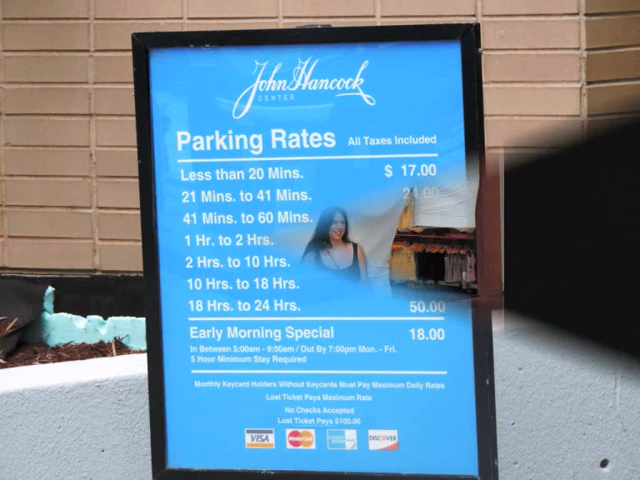 John Hancock
CENTER
Parking Rates All Taxes Included
Less than 20 Mins. $ 17.00
21 Mins. to 41 Mins.
41 Mins. to 60 Mins.
1 Hr. to 2 Hrs.
2 Hrs. to 10 Hrs.
10 Hrs. to 18 Hrs.
18 Hrs. to 24 Hrs. 50.00
Early Morning Special 18.00
In Between 5:00am - 9:00am / Out By 7:00pm Mon. - Fri.
5 Hour Minimum Stay Required
Monthly Keycard Holders Without Keycards Must Pay Maximum Daily Rates
Lost Ticket Pays Maximum Rate
No Checks Accepted
Lost Ticket Pays $100.00
VISA MasterCard DISCOVER